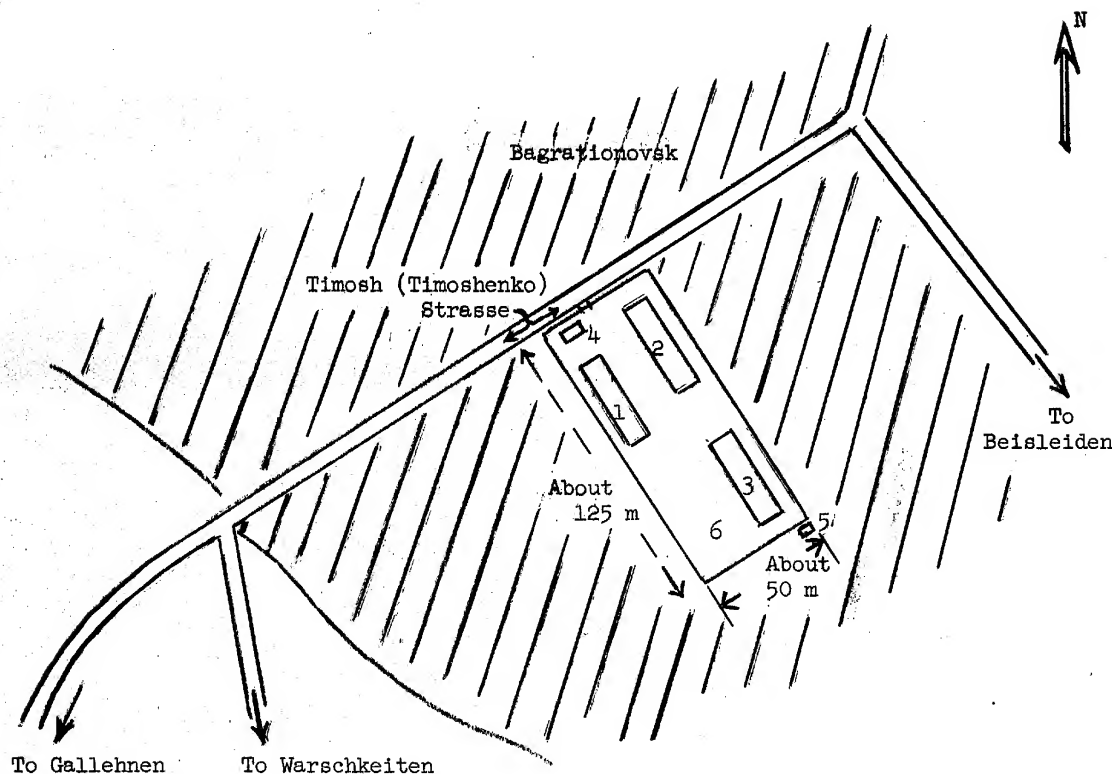 N
Bagrationovsk
Timosh (Timoshenko)
Strasse
4
2
1
To
Beisleiden
About
125 m
3
6
5
About
50 m
To Gallehnen
To Warschkeiten